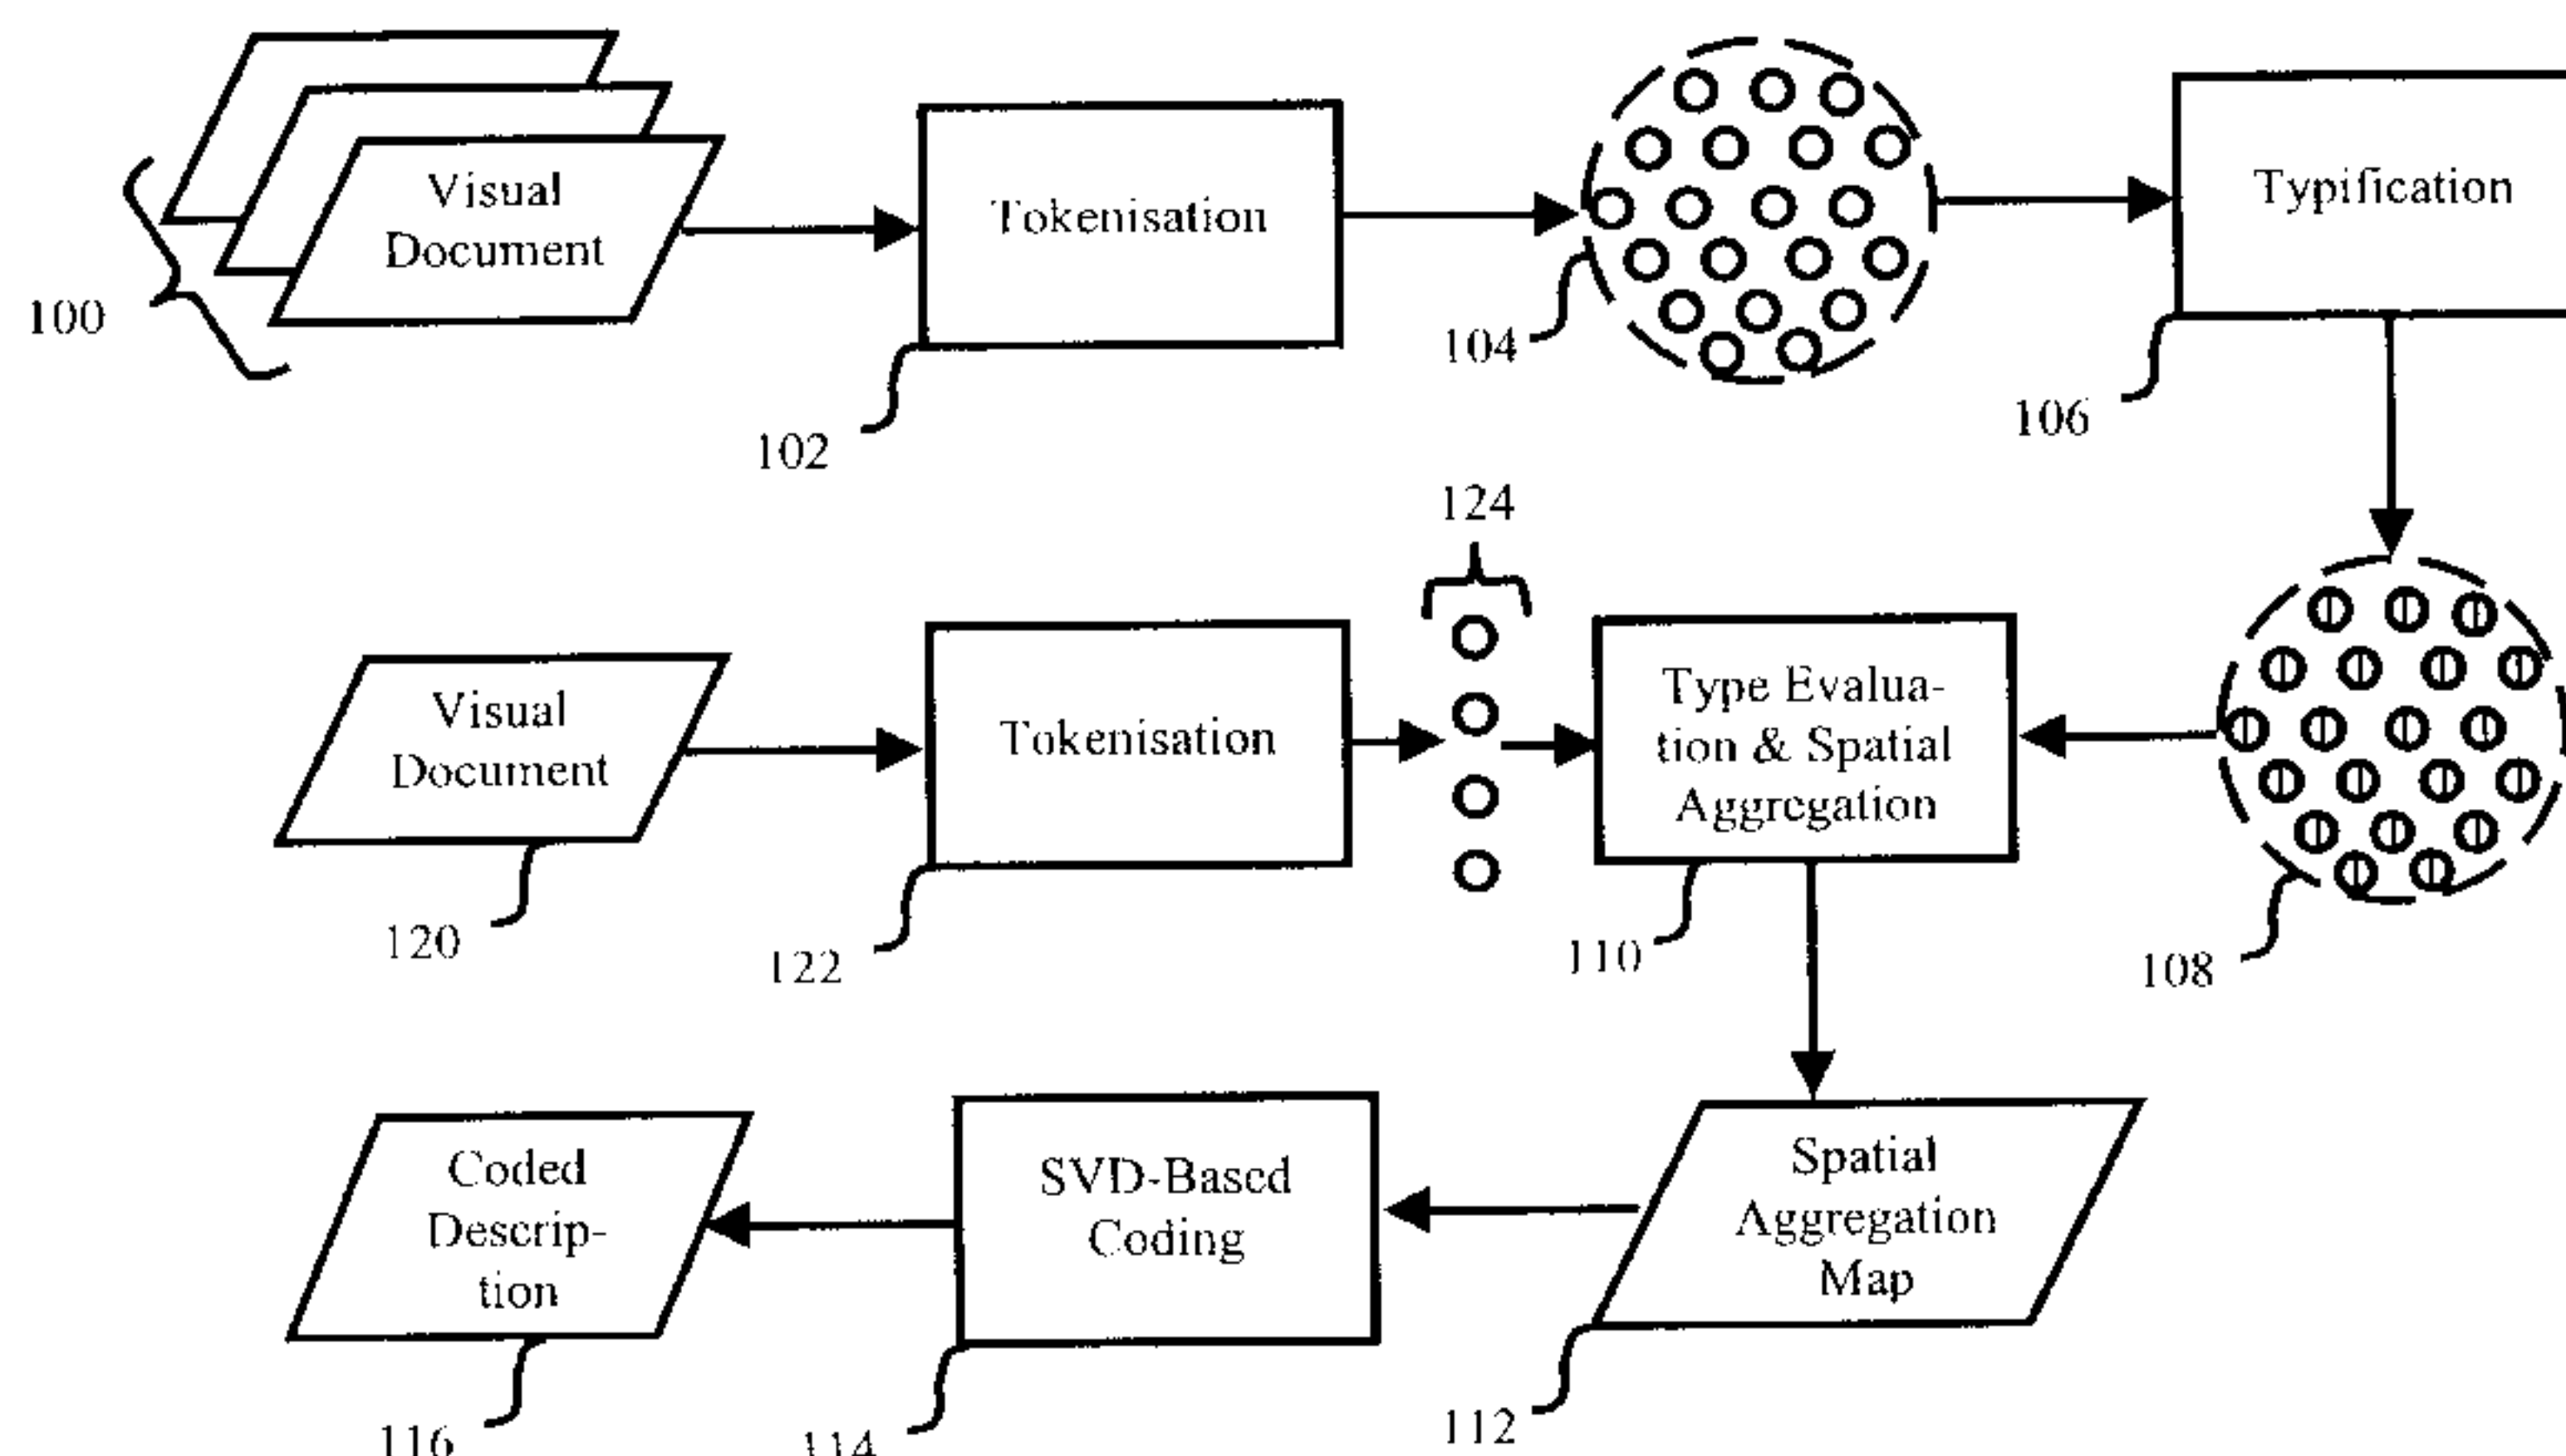 Visual
Document
Tokenisation
Typification
100
104
106
102
124
Visual
Document
Tokenisation
Type Evalua-
tion & Spatial
Aggregation
120
122
110
108
Coded
Descrip-
tion
SVD-Based
Coding
Spatial
Aggregation
Map
116
114
112